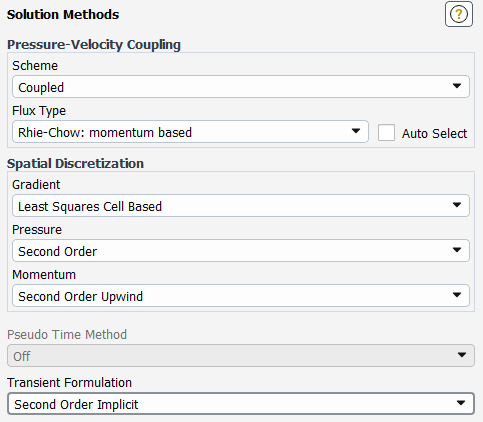 Solution Methods
?
Pressure-Velocity Coupling
Scheme
Coupled
Flux Type
Rhie-Chow: momentum based
Auto Select
Spatial Discretization
Gradient
Least Squares Cell Based
Pressure
Second Order
Momentum
Second Order Upwind
Pseudo Time Method
Off
Transient Formulation
Second Order Implicit